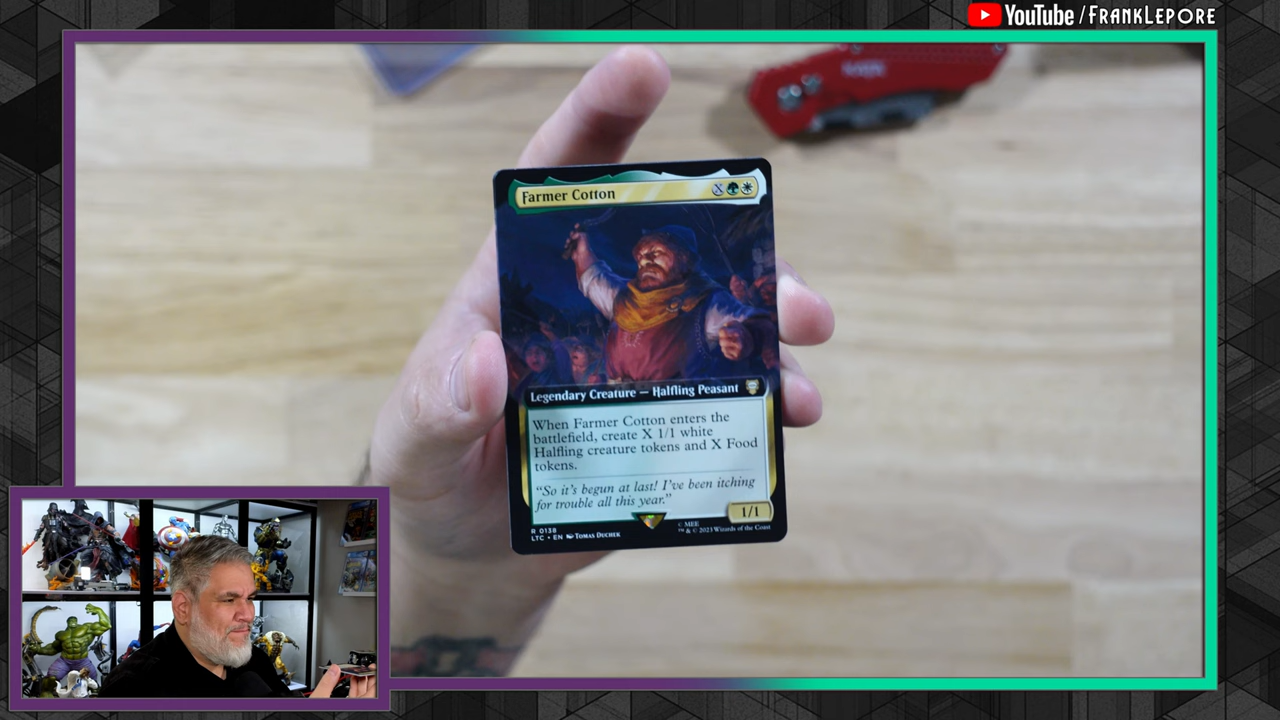 YouTube /FrankLepore
Farmer Cotton
X
Legendary Creature — Halfling Peasant
When Farmer Cotton enters the
battlefield, create X 1/1 white
Halfling creature tokens and X Food
tokens.
"So it's begun at last! I've been itching
for trouble all this year."
1/1
R 0138
LTC • EN Tomas Duchek
© MEE
™ & © 2023 Wizards of the Coast